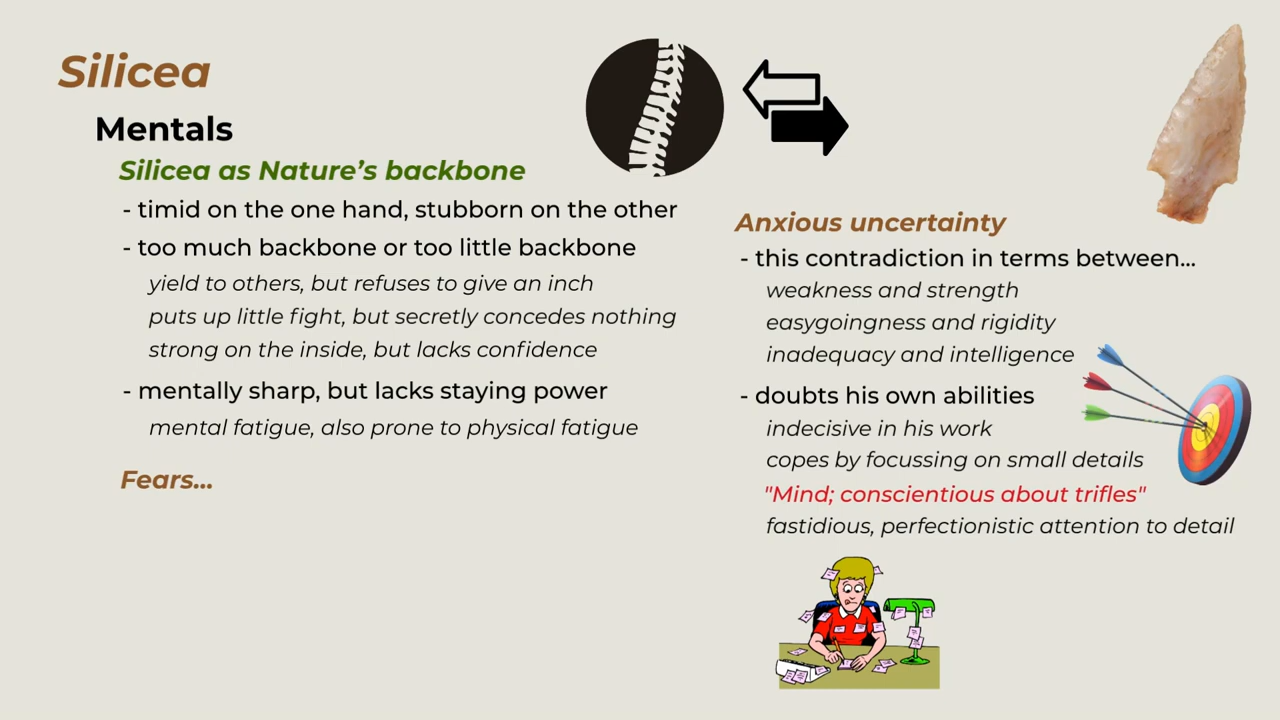 Silicea
Mentals
Silicea as Nature's backbone
- timid on the one hand, stubborn on the other
- too much backbone or too little backbone
yield to others, but refuses to give an inch
puts up little fight, but secretly concedes nothing
strong on the inside, but lacks confidence
- mentally sharp, but lacks staying power
mental fatigue, also prone to physical fatigue
Fears...
Anxious uncertainty
- this contradiction in terms between...
weakness and strength
easygoingness and rigidity
inadequacy and intelligence
- doubts his own abilities
indecisive in his work
copes by focussing on small details
"Mind; conscientious about trifles"
fastidious, perfectionistic attention to detail